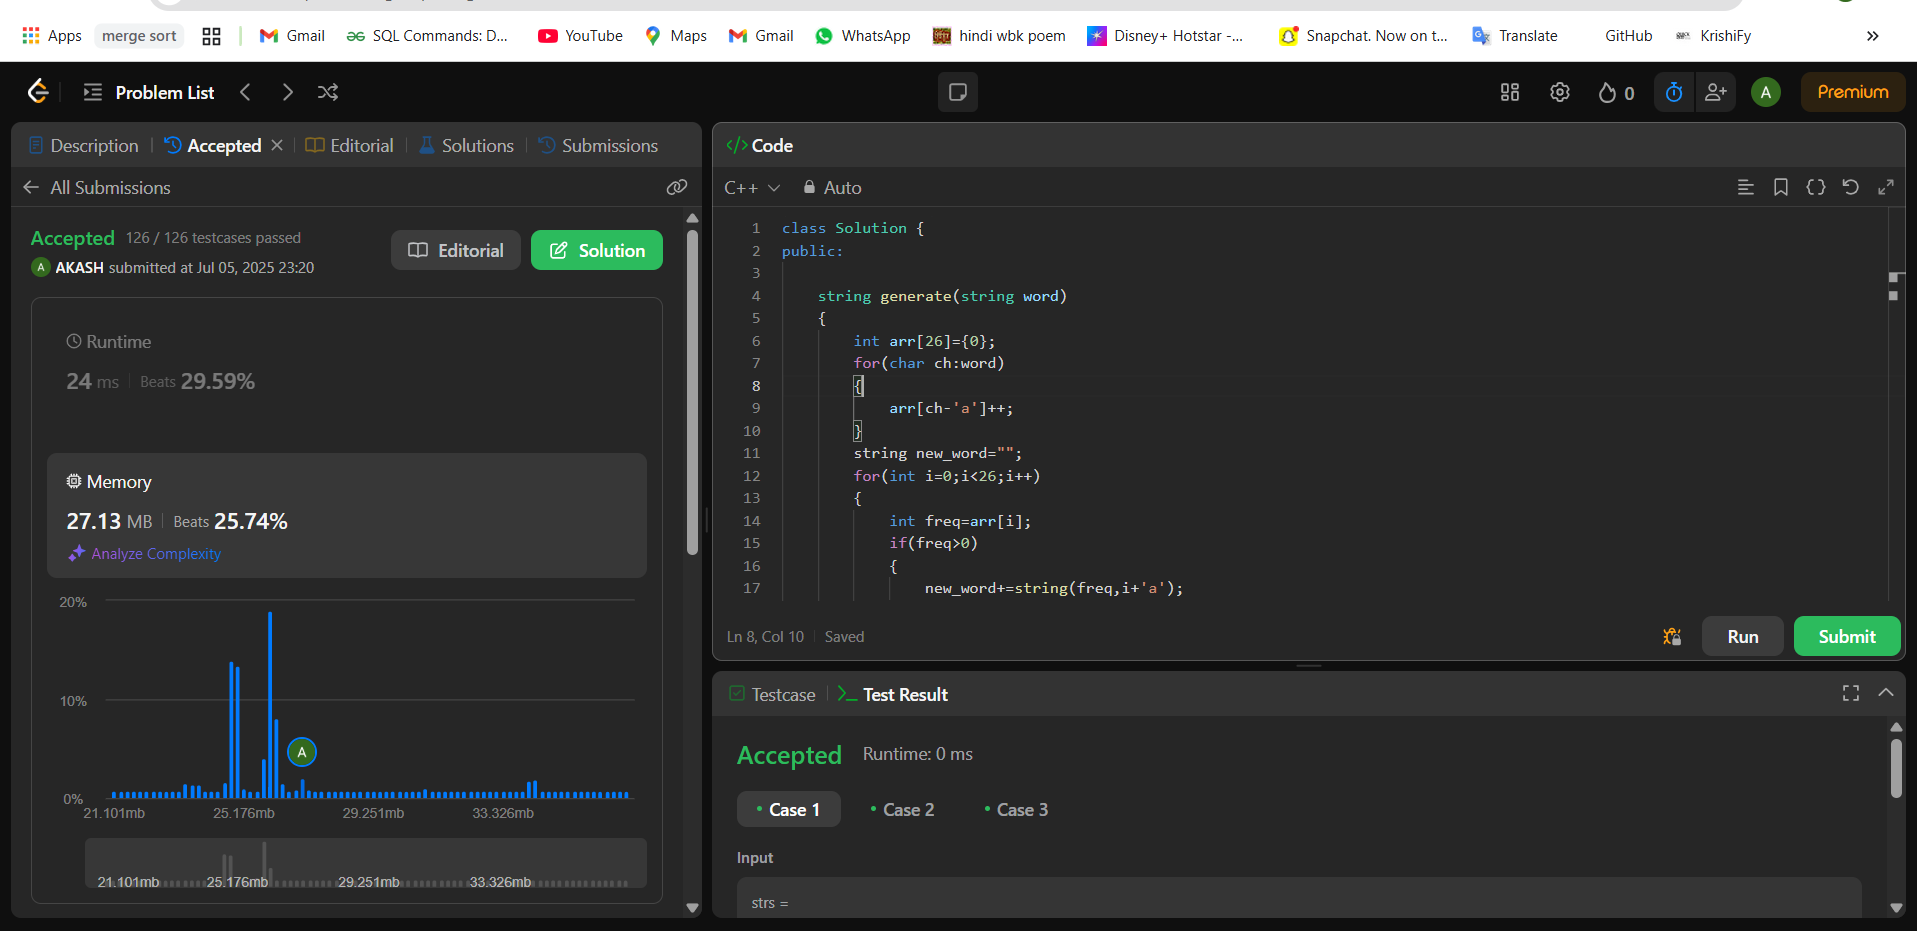 Apps merge sort Gmail SQL Commands: D... YouTube Maps Gmail WhatsApp hindi wbk poem Disney+ Hotstar -... Snapchat. Now on t... Translate GitHub KrishiFy »
Problem List 0 A Premium
Description Accepted Editorial Solutions Submissions
All Submissions
Accepted 126 / 126 testcases passed
A AKASH submitted at Jul 05, 2025 23:20
Editorial Solution
Runtime
24 ms Beats 29.59%
Memory
27.13 MB Beats 25.74%
Analyze Complexity
20%
10%
A
0%
21.101mb 25.176mb 29.251mb 33.326mb
21.101mb 25.176mb 29.251mb 33.326mb
</> Code
C++ Auto
1 class Solution {
2 public:
3
4 string generate(string word)
5 {
6 int arr[26]={0};
7 for(char ch:word)
8 {
9 arr[ch-'a']++;
10 }
11 string new_word="";
12 for(int i=0;i<26;i++)
13 {
14 int freq=arr[i];
15 if(freq>0)
16 {
17 new_word+=string(freq,i+'a');
Ln 8, Col 10 Saved
Run Submit
Testcase >_ Test Result
Accepted Runtime: 0 ms
• Case 1 • Case 2 • Case 3
Input
strs =